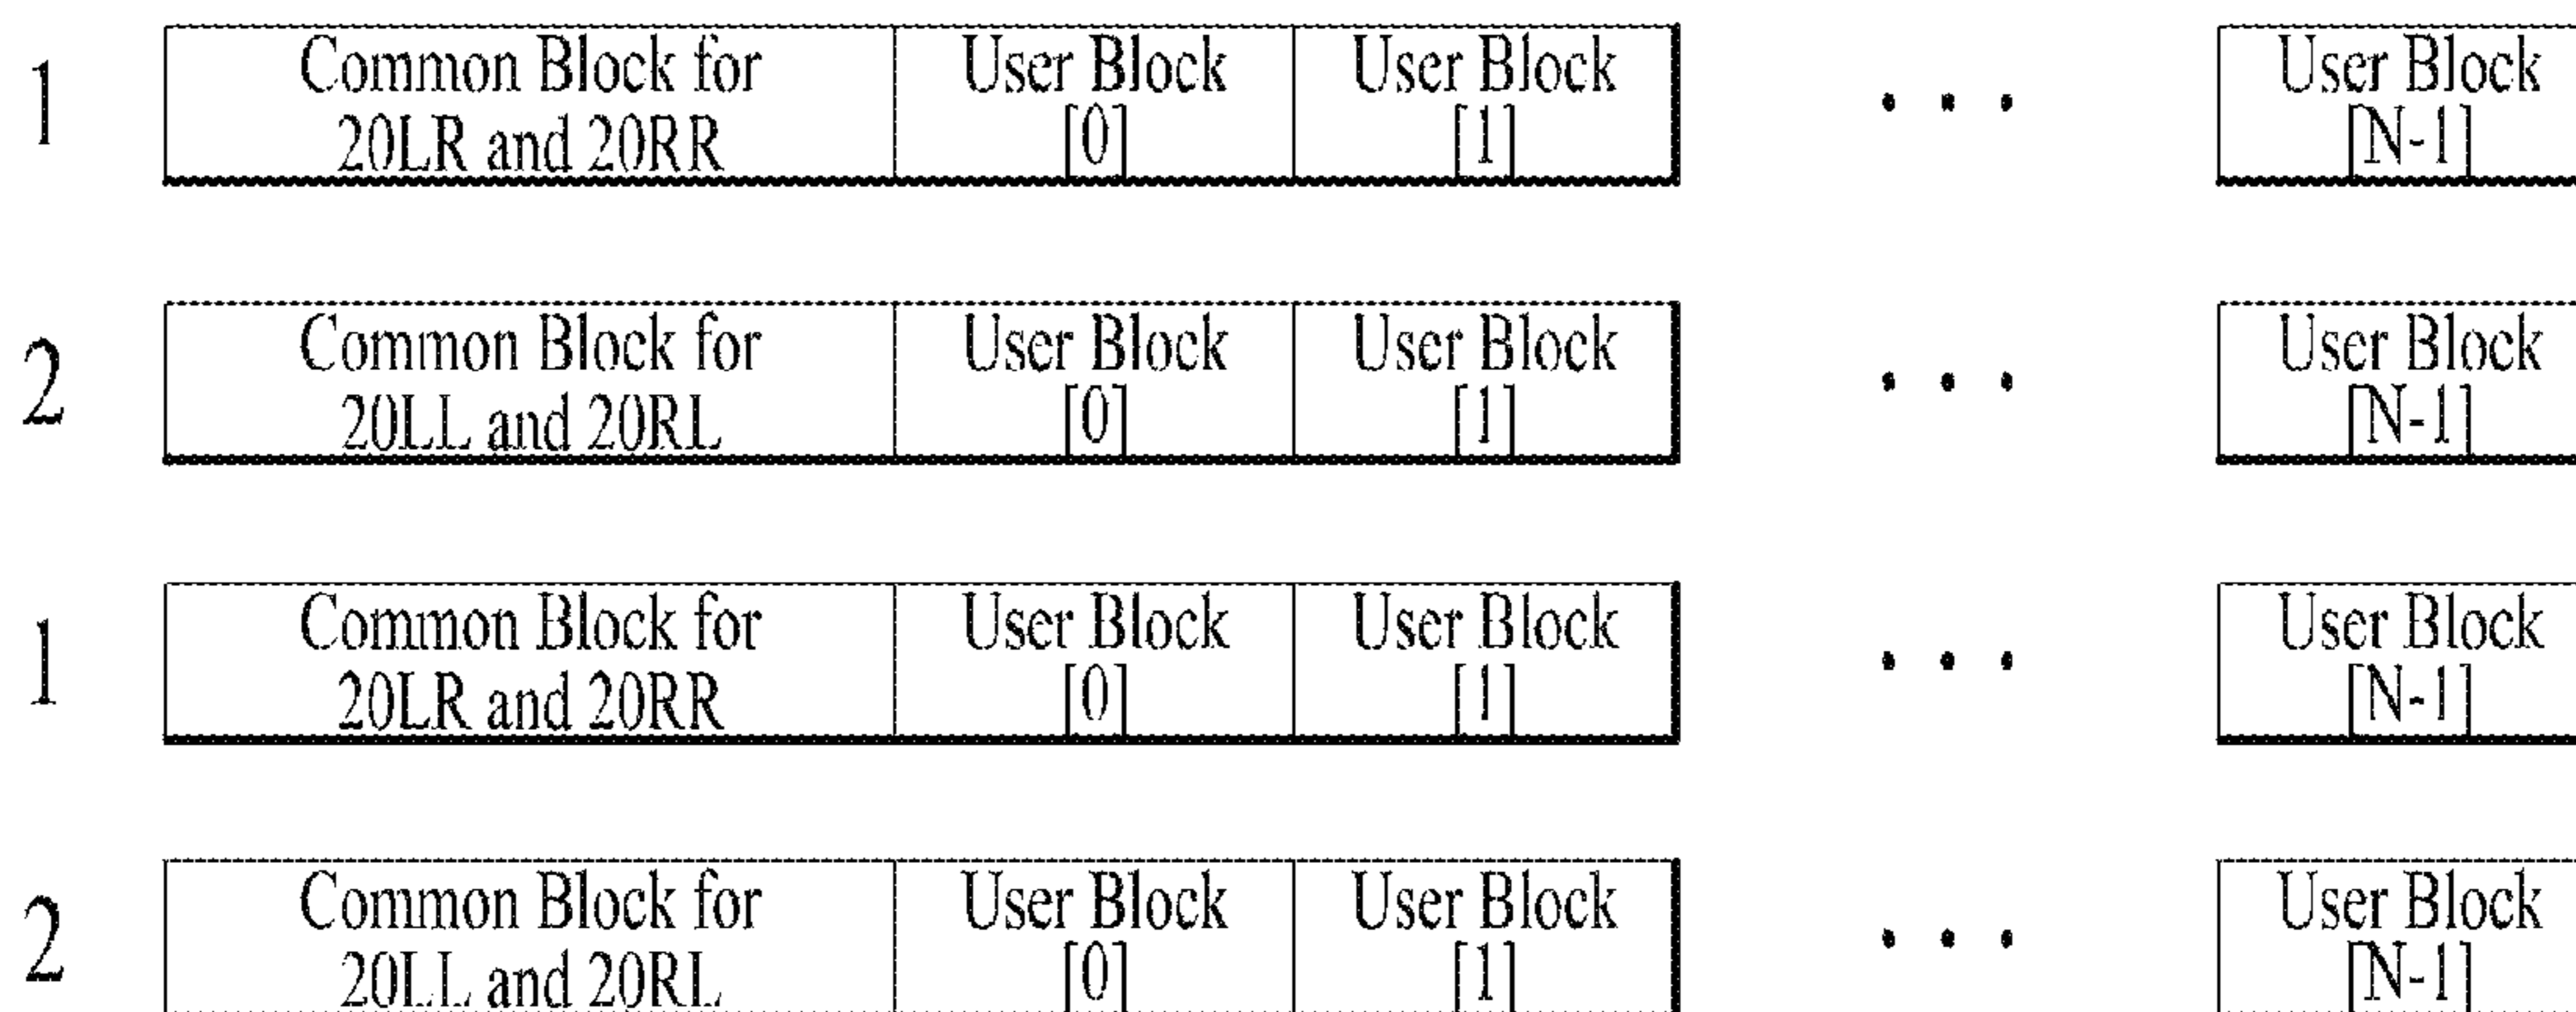 1
Common Block for
20LR and 20RR
User Block
[0]
User Block
[1]
. . .
User Block
[N-1]
2
Common Block for
20LL and 20RL
User Block
[0]
User Block
[1]
. . .
User Block
[N-1]
1
Common Block for
20LR and 20RR
User Block
[0]
User Block
[1]
. . .
User Block
[N-1]
2
Common Block for
20LL and 20RL
User Block
[0]
User Block
[1]
. . .
User Block
[N-1]